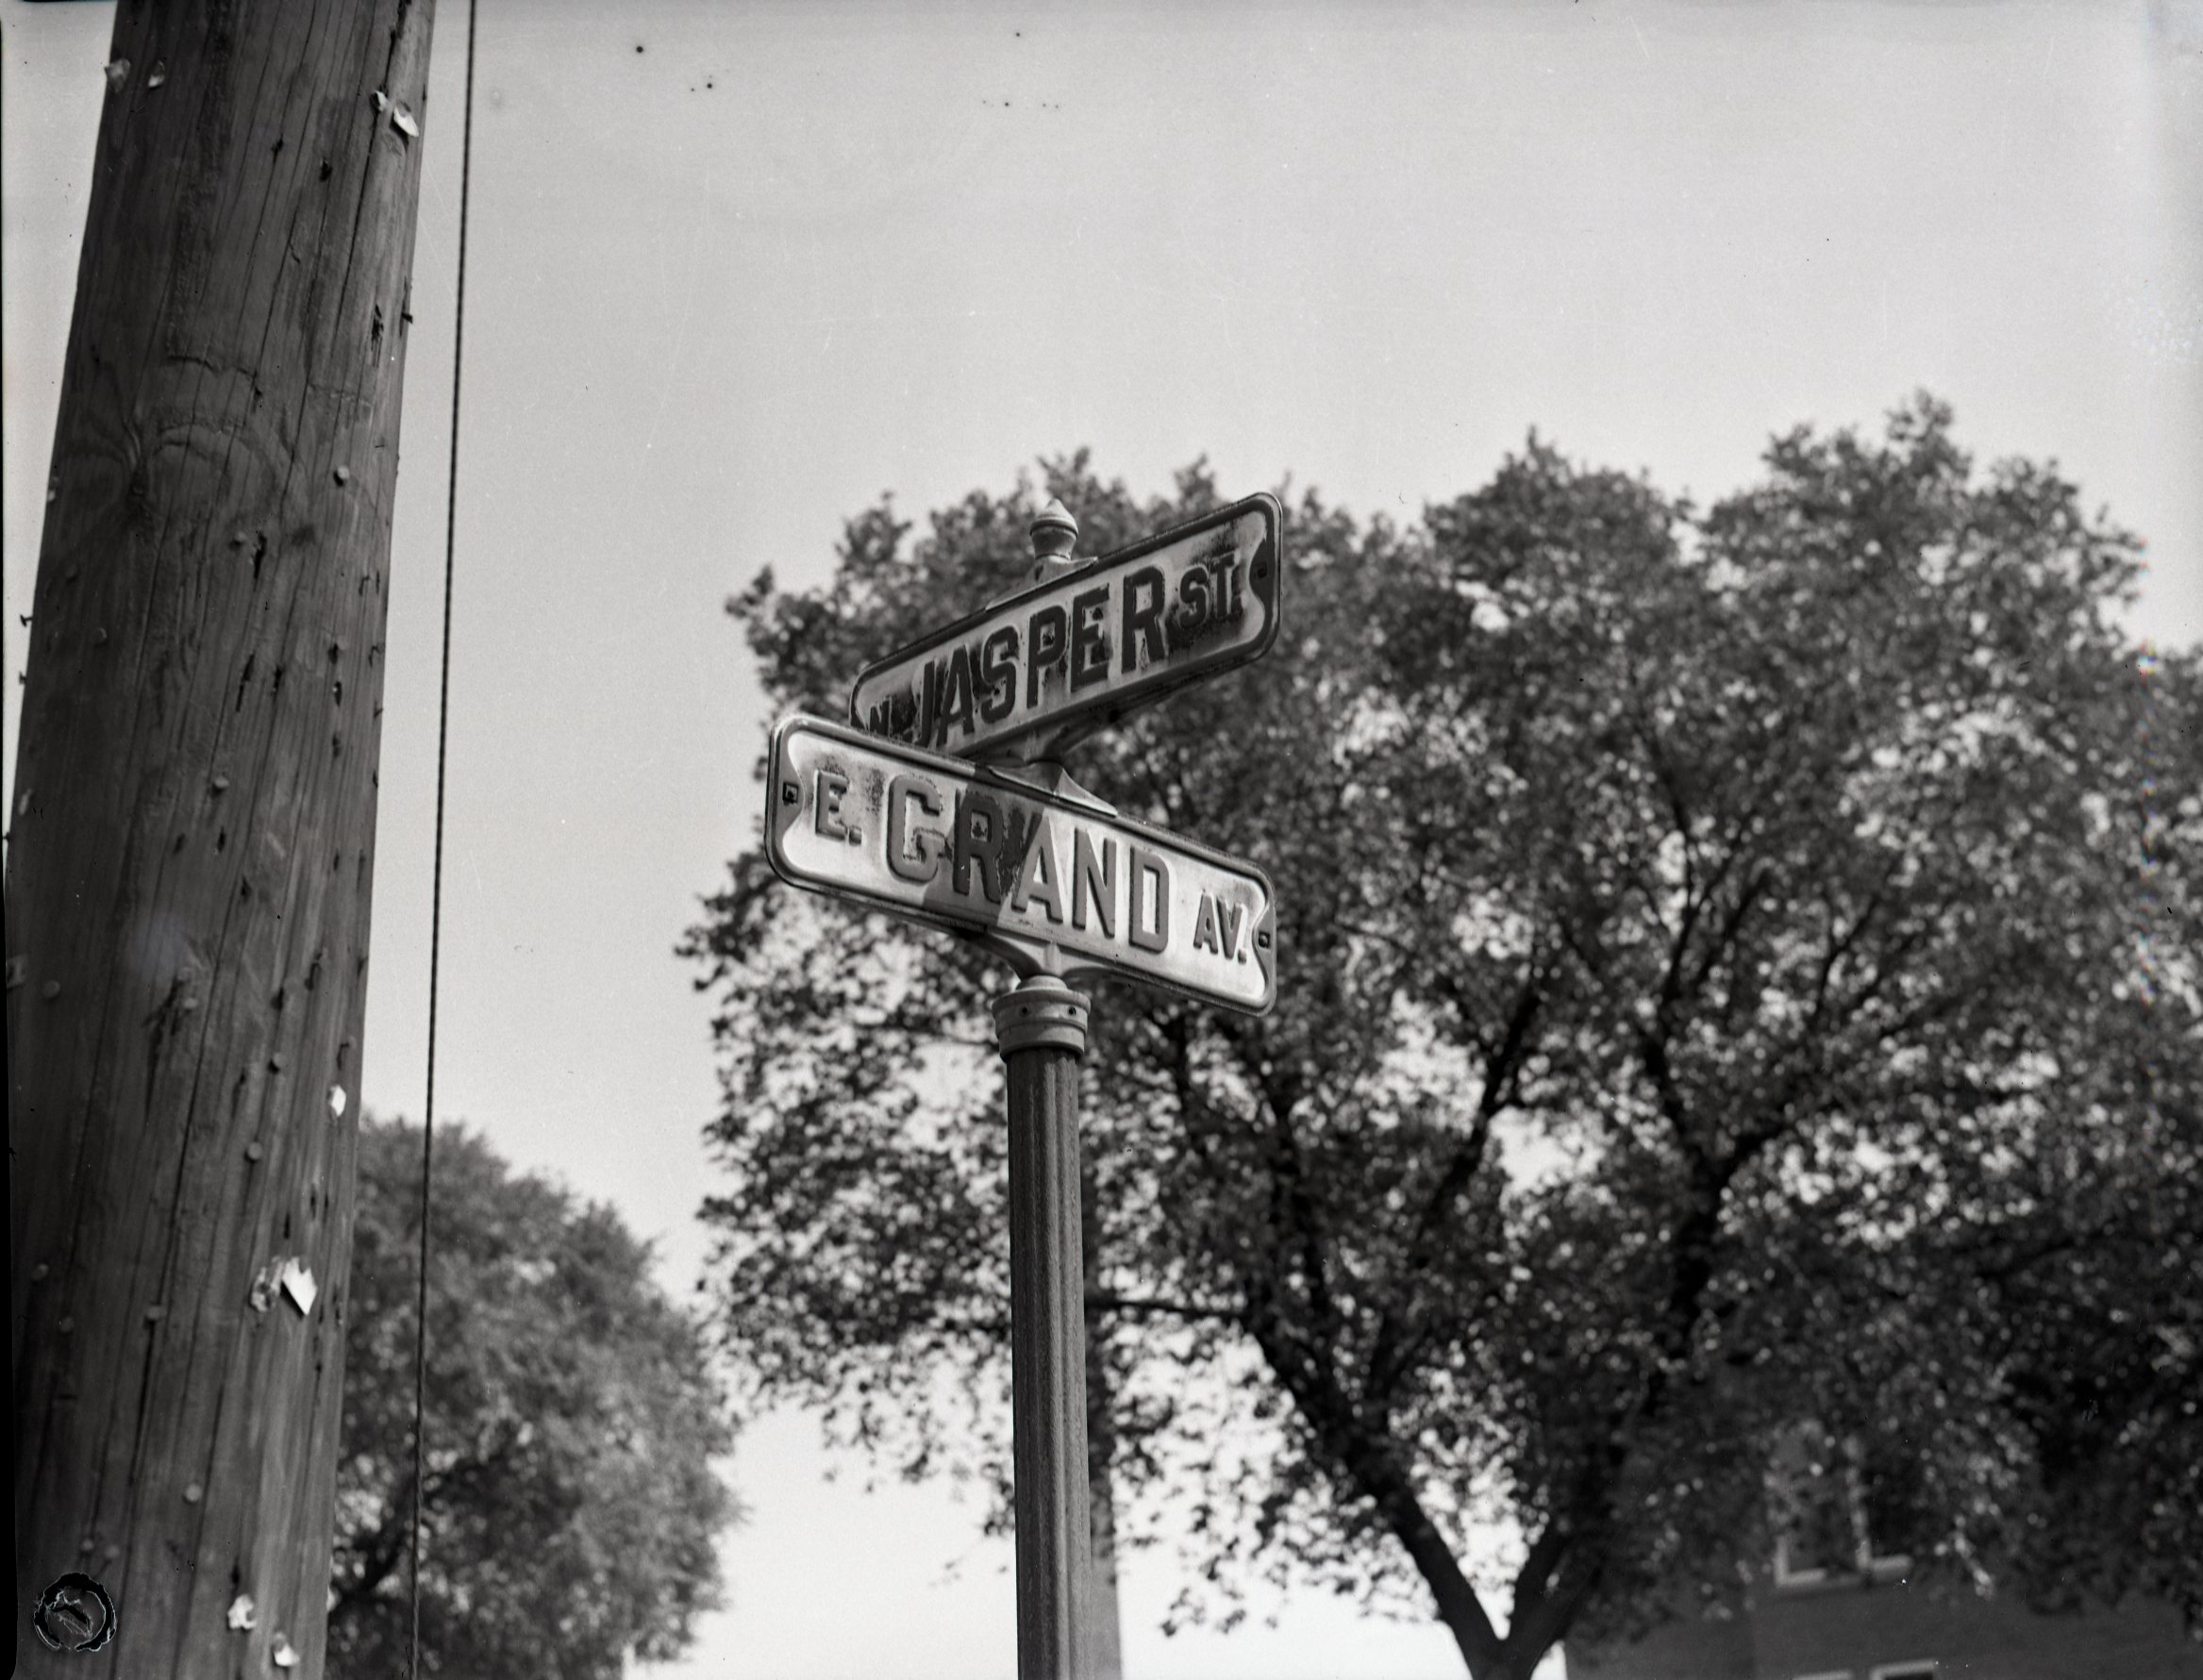 N. JASPER ST.
E. GRAND AV.